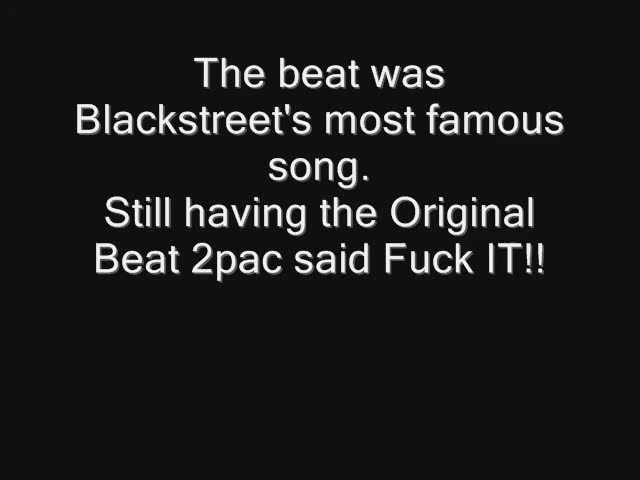 The beat was
Blackstreet's most famous
song.
Still having the Original
Beat 2pac said Fuck IT!!